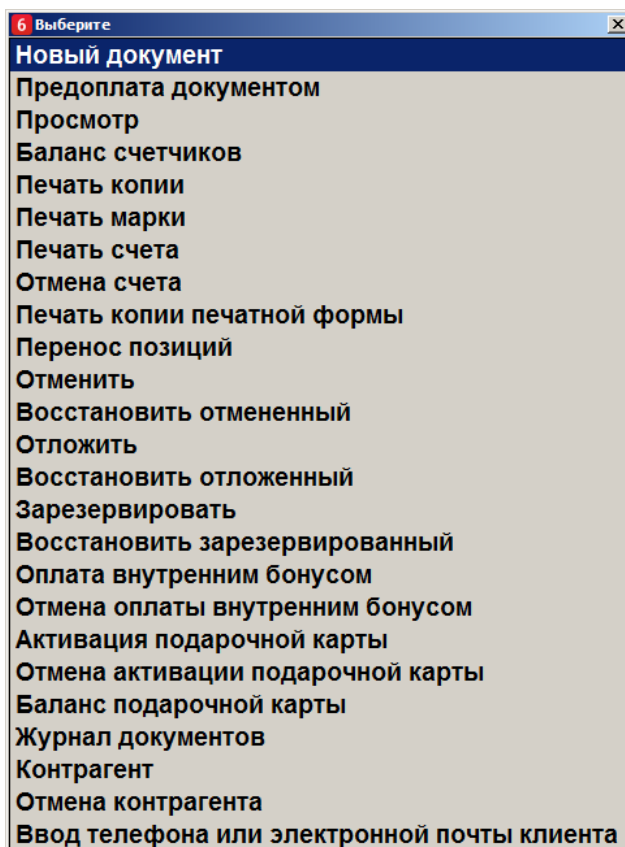 6 Выберите
Новый документ
Предоплата документом
Просмотр
Баланс счетчиков
Печать копии
Печать марки
Печать счета
Отмена счета
Печать копии печатной формы
Перенос позиций
Отменить
Восстановить отмененный
Отложить
Восстановить отложенный
Зарезервировать
Восстановить зарезервированный
Оплата внутренним бонусом
Отмена оплаты внутренним бонусом
Активация подарочной карты
Отмена активации подарочной карты
Баланс подарочной карты
Журнал документов
Контрагент
Отмена контрагента
Ввод телефона или электронной почты клиента